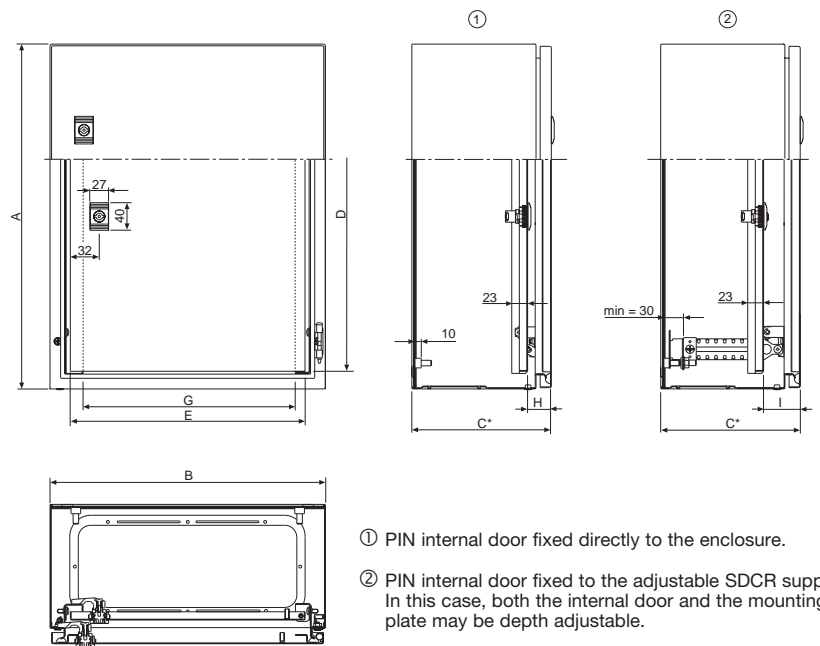 ① ②
A
27
40
32
D
G
E
23
10
H
C*
min = 30
23
I
C*
B
① PIN internal door fixed directly to the enclosure.
② PIN internal door fixed to the adjustable SDCR
In this case, both the internal door and the mounting
plate may be depth adjustable.